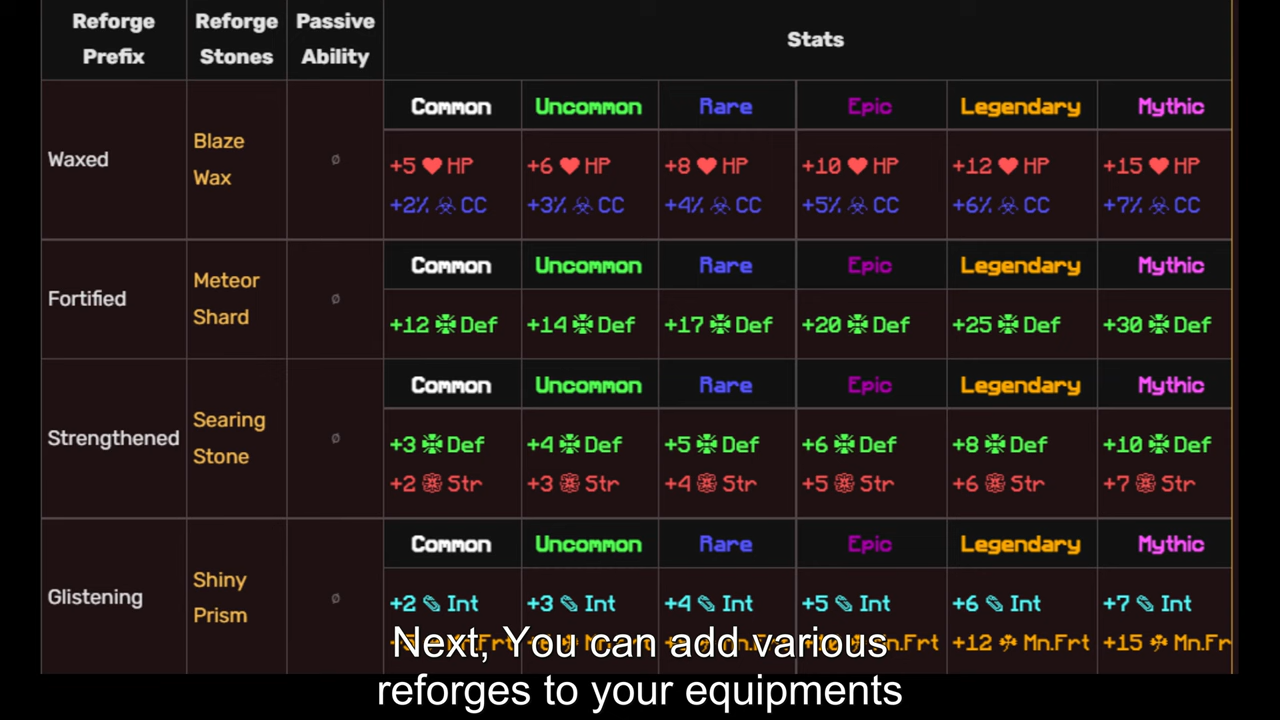 Reforge Prefix Reforge Stones Passive Ability Stats
Common Uncommon Rare Epic Legendary Mythic
Waxed Blaze Wax ø
+5 ❤ HP +6 ❤ HP +8 ❤ HP +10 ❤ HP +12 ❤ HP +15 ❤ HP
+2% ☣ CC +3% ☣ CC +4% ☣ CC +5% ☣ CC +6% ☣ CC +7% ☣ CC
Common Uncommon Rare Epic Legendary Mythic
Fortified Meteor Shard ø
+12 Def +14 Def +17 Def +20 Def +25 Def +30 Def
Common Uncommon Rare Epic Legendary Mythic
Strengthened Searing Stone ø
+3 Def +4 Def +5 Def +6 Def +8 Def +10 Def
+2 Str +3 Str +4 Str +5 Str +6 Str +7 Str
Common Uncommon Rare Epic Legendary Mythic
Glistening Shiny Prism ø
+2 ✎ Int +3 ✎ Int +4 ✎ Int +5 ✎ Int +6 ✎ Int +7 ✎ Int
+12 ☘ Mn.Frt +15 ☘ Mn.Fr
Next, You can add various
reforges to your equipments